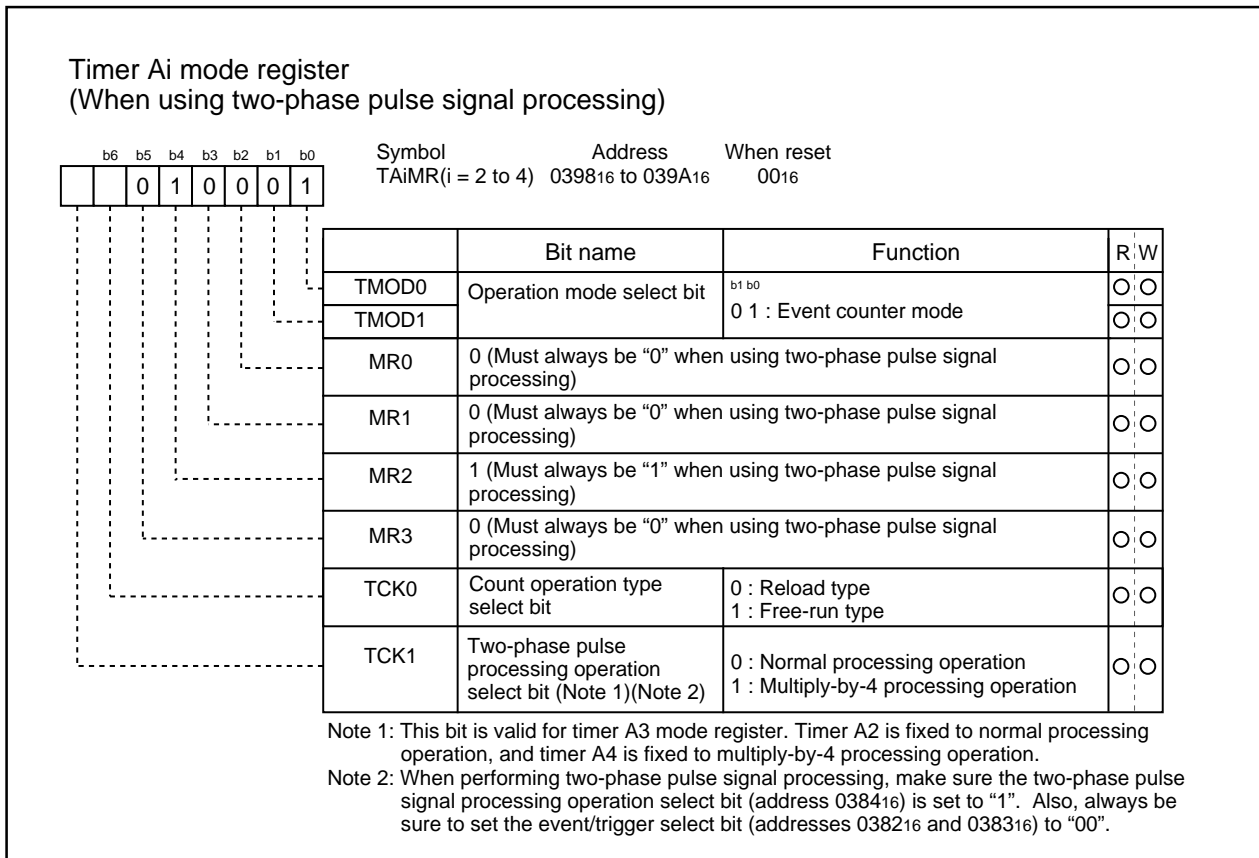 Timer Ai mode register
(When using two-phase pulse signal processing)
b6 b5 b4 b3 b2 b1 b0
0 1 0 0 0 1
Symbol Address When reset
TAiMR(i = 2 to 4) 039816 to 039A16 0016
Bit name Function R W
TMOD0 Operation mode select bit b1 b0
0 1 : Event counter mode
TMOD1
MR0 0 (Must always be “0” when using two-phase pulse signal
processing)
MR1 0 (Must always be “0” when using two-phase pulse signal
processing)
MR2 1 (Must always be “1” when using two-phase pulse signal
processing)
MR3 0 (Must always be “0” when using two-phase pulse signal
processing)
TCK0 Count operation type
select bit
0 : Reload type
1 : Free-run type
TCK1 Two-phase pulse
processing operation
select bit (Note 1)(Note 2)
0 : Normal processing operation
1 : Multiply-by-4 processing operation
Note 1: This bit is valid for timer A3 mode register. Timer A2 is fixed to normal processing
operation, and timer A4 is fixed to multiply-by-4 processing operation.
Note 2: When performing two-phase pulse signal processing, make sure the two-phase pulse
signal processing operation select bit (address 038416) is set to “1”. Also, always be
sure to set the event/trigger select bit (addresses 038216 and 038316) to “00”.